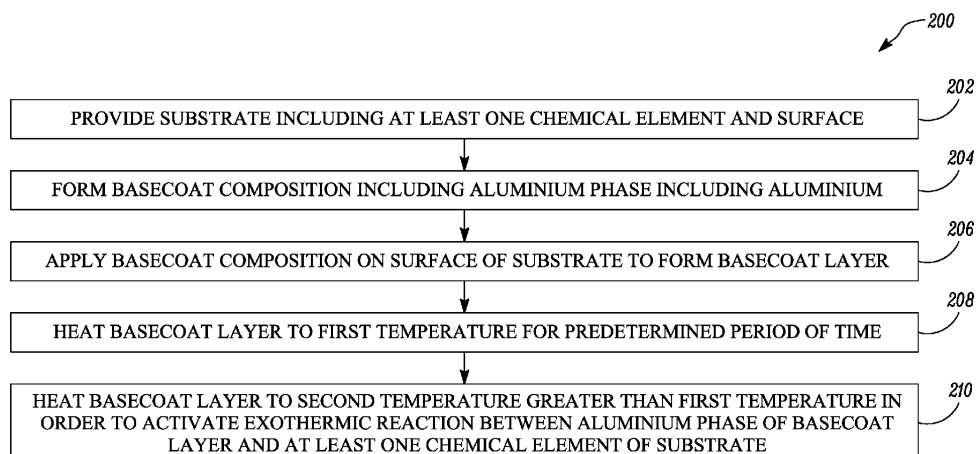 200
202
PROVIDE SUBSTRATE INCLUDING AT LEAST ONE CHEMICAL ELEMENT AND SURFACE
204
FORM BASECOAT COMPOSITION INCLUDING ALUMINIUM PHASE INCLUDING ALUMINIUM
206
APPLY BASECOAT COMPOSITION ON SURFACE OF SUBSTRATE TO FORM BASECOAT LAYER
208
HEAT BASECOAT LAYER TO FIRST TEMPERATURE FOR PREDETERMINED PERIOD OF TIME
210
HEAT BASECOAT LAYER TO SECOND TEMPERATURE GREATER THAN FIRST TEMPERATURE IN
ORDER TO ACTIVATE EXOTHERMIC REACTION BETWEEN ALUMINIUM PHASE OF BASECOAT
LAYER AND AT LEAST ONE CHEMICAL ELEMENT OF SUBSTRATE